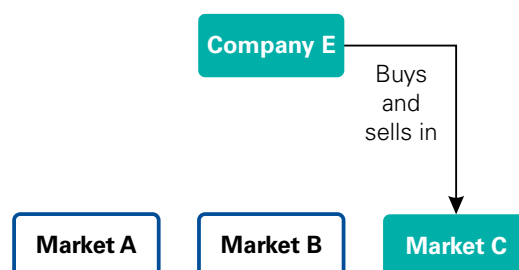 Company E
Buys
and
sells in
Market A
Market B
Market C